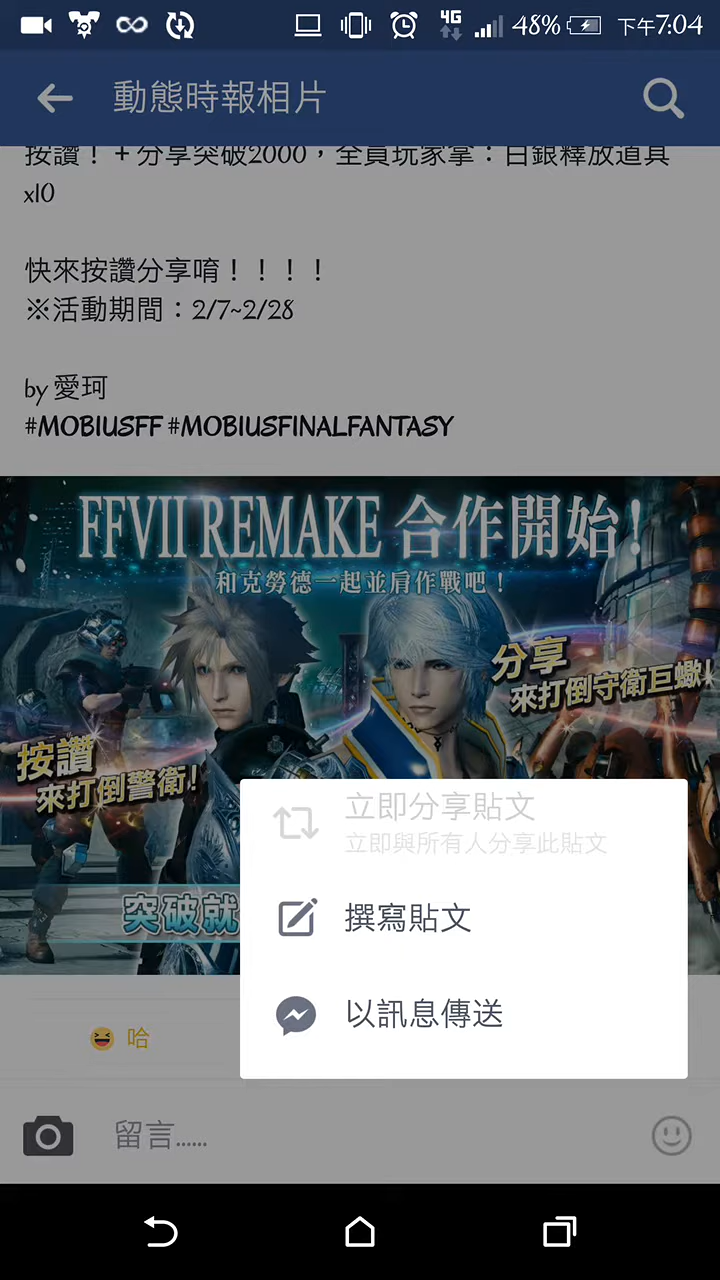 4G
48%
下午7:04
動態時報相片
按讚！＋分享突破2000，全員玩家拿：白銀釋放道具
x10
快來按讚分享唷！！！！
※活動期間：2/7~2/28
by 愛珂
#MOBIUSFF #MOBIUSFINALFANTASY
FFVII REMAKE 合作開始!
和克勞德一起並肩作戰吧！
分享
來打倒守衛巨蠍!
按讚
來打倒警衛!
突破就
立即分享貼文
立即與所有人分享此貼文
撰寫貼文
以訊息傳送
哈
留言......